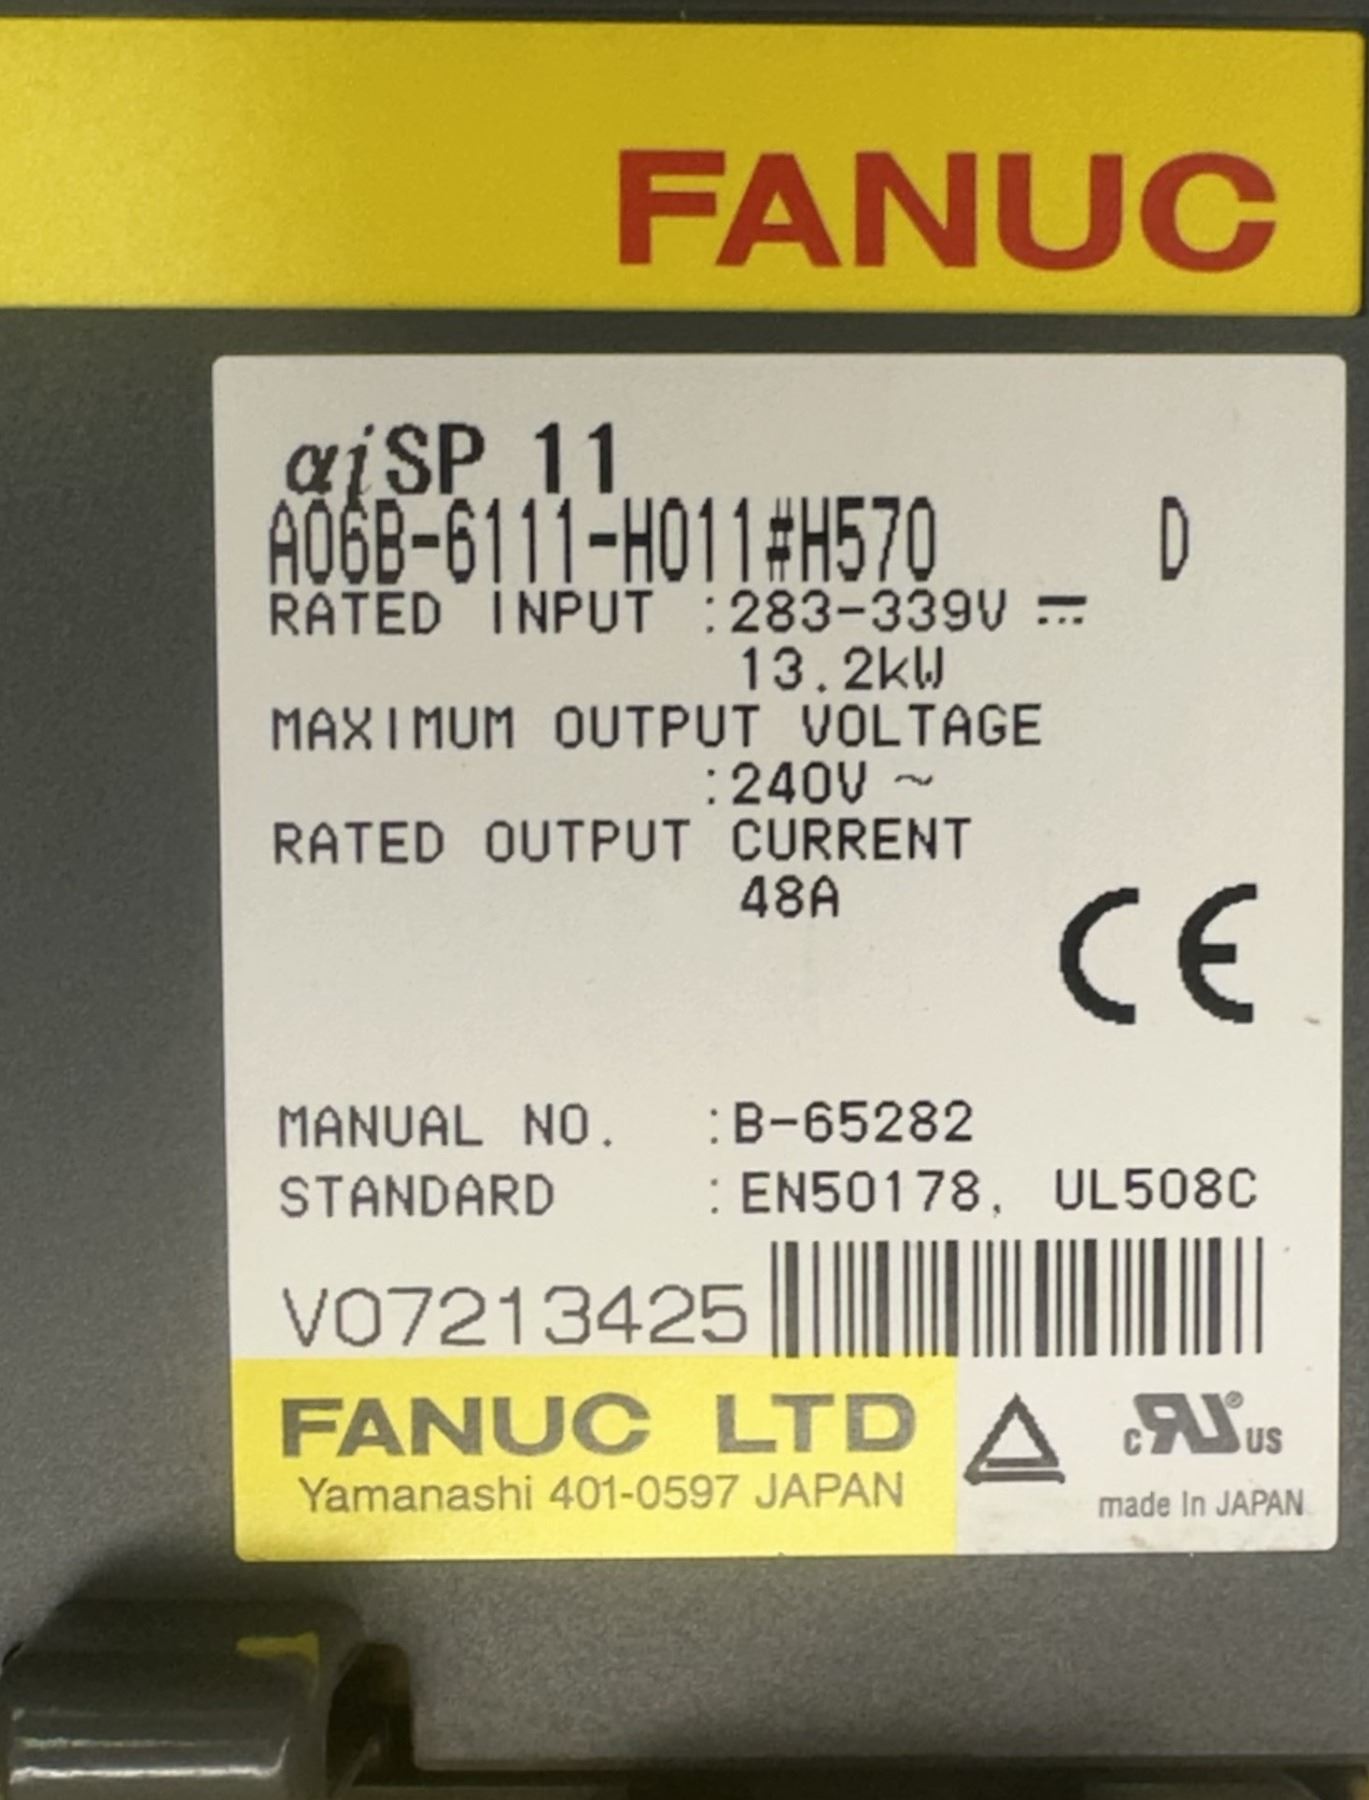 FANUC
αiSP 11
A06B-6111-H011#H570 D
RATED INPUT :283-339V ⎓
13.2kW
MAXIMUM OUTPUT VOLTAGE
:240V ~
RATED OUTPUT CURRENT
48A
CE
MANUAL NO. :B-65282
STANDARD :EN50178, UL508C
V07213425
FANUC LTD
Yamanashi 401-0597 JAPAN
c RU ® US
made In JAPAN